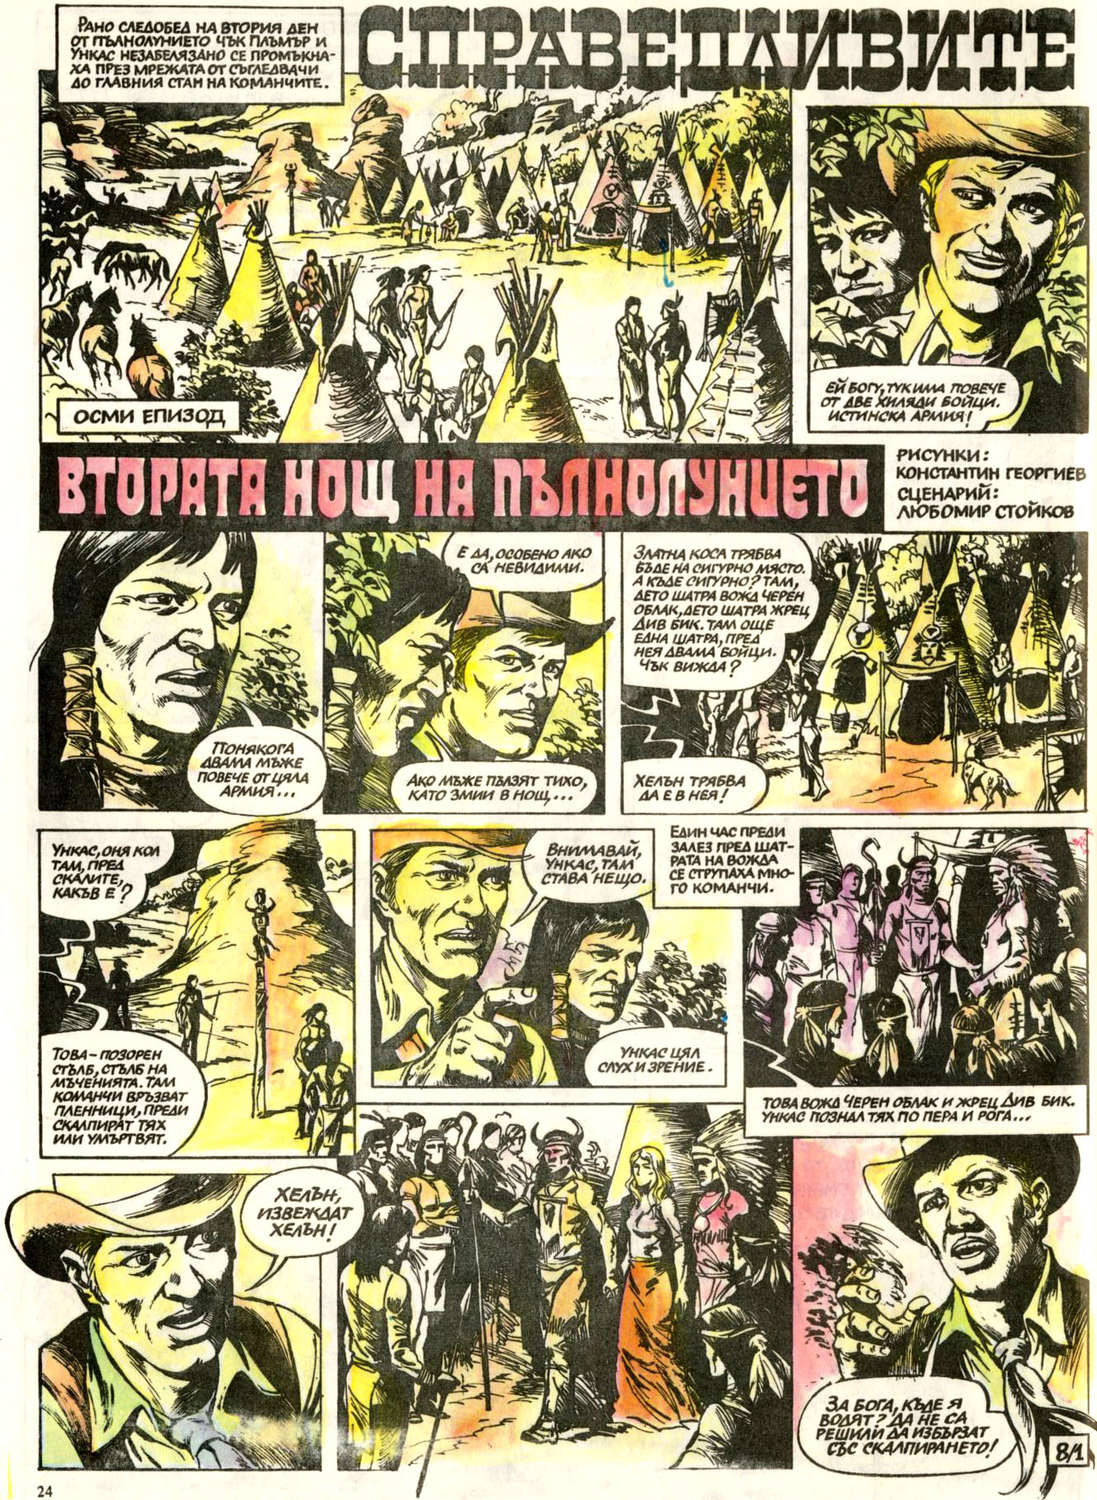 РАНО СЛЕДОБЕД НА ВТОРИЯ ДЕН
ОТ ПЪЛНОЛУНИЕТО ЧЪК ПЛЪМЪР И
УНКАС НЕЗАБЕЛЯЗАНО СЕ ПРОМЪКНА-
ХА ПРЕЗ МРЕЖАТА ОТ СЪГЛЕДВАЧИ
ДО ГЛАВНИЯ СТАН НА КОМАНЧИТЕ.
СПРАВЕДЛИВИТЕ
ЕЙ БОГУ, ТУК ИМА ПОВЕЧЕ
ОТ ДВЕ ХИЛЯДИ БОЙЦИ.
ИСТИНСКА АРМИЯ!
ОСМИ ЕПИЗОД
ВТОРАТА НОЩ НА ПЪЛНОЛУНИЕТО
РИСУНКИ:
КОНСТАНТИН ГЕОРГИЕВ
СЦЕНАРИЙ:
ЛЮБОМИР СТОЙКОВ
ПОНЯКОГА
ДВАМА МЪЖЕ
ПОВЕЧЕ ОТ ЦЯЛА
АРМИЯ...
Е ДА, ОСОБЕНО АКО
СА НЕВИДИМИ.
АКО МЪЖЕ ПЪЛЗЯТ ТИХО,
КАТО ЗМИИ В НОЩ...
ЗЛАТНА КОСА ТРЯБВА
БЪДЕ НА СИГУРНО МЯСТО.
А КЪДЕ СИГУРНО? ТАМ,
ДЕТО ШАТРА ВОЖД ЧЕРЕН
ОБЛАК, ДЕТО ШАТРА ЖРЕЦ
ДИВ БИК. ТАМ ОЩЕ
ЕДНА ШАТРА, ПРЕД
НЕЯ ДВАМА БОЙЦИ.
ЧЪК ВИЖДА?
ХЕЛЪН ТРЯБВА
ДА Е В НЕЯ!
УНКАС, ОНЯ КОЛ
ТАМ, ПРЕД
СКАЛИТЕ,
КАКЪВ Е?
ТОВА - ПОЗОРЕН
СТЪЛБ, СТЪЛБ НА
МЪЧЕНИЯТА. ТАМ
КОМАНЧИ ВРЪЗВАТ
ПЛЕННИЦИ, ПРЕДИ
СКАЛПИРАТ ТЯХ
ИЛИ УМЪРТВЯТ.
ВНИМАВАЙ,
УНКАС, ТАМ
СТАВА НЕЩО.
УНКАС ЦЯЛ
СЛУХ И ЗРЕНИЕ.
ЕДИН ЧАС ПРЕДИ
ЗАЛЕЗ ПРЕД ШАТ-
РАТА НА ВОЖДА
СЕ СТРУПАХА МНО-
ГО КОМАНЧИ.
ТОВА ВОЖД ЧЕРЕН ОБЛАК И ЖРЕЦ ДИВ БИК.
УНКАС ПОЗНАЛ ТЯХ ПО ПЕРА И РОГА...
ХЕЛЪН,
ИЗВЕЖДАТ
ХЕЛЪН!
ЗА БОГА, КЪДЕ Я
ВОДЯТ? ДА НЕ СА
РЕШИЛИ ДА ИЗБЪРЗАТ
СЪС СКАЛПИРАНЕТО!
8/1
24